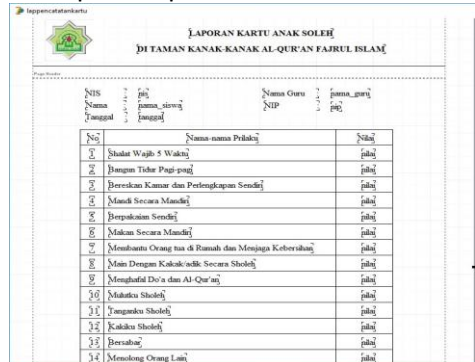 lappencatatankartu
LAPORAN KARTU ANAK SOLEH
DI TAMAN KANAK-KANAK AL-QUR'AN FAJRUL ISLAM
Page Header
NIS : nis Nama Guru : nama_guru
Nama : nama_siswa NIP : nip
Tanggal : tanggal
No Nama-nama Prilaku Nilai
1 Shalat Wajib 5 Waktu nilai
2 Bangun Tidur Pagi-pagi nilai
3 Bereskan Kamar dan Perlengkapan Sendiri nilai
4 Mandi Secara Mandiri nilai
5 Berpakaian Sendiri nilai
6 Makan Secara Mandiri nilai
7 Membantu Orang tua di Rumah dan Menjaga Kebersihan nilai
8 Main Dengan Kakak/adik Secara Sholeh nilai
9 Menghafal Do'a dan Al-Qur'an nilai
10 Mulutku Sholeh nilai
11 Tanganku Sholeh nilai
12 Kakiku Sholeh nilai
13 Bersabar nilai
14 Menolong Orang Lain nilai